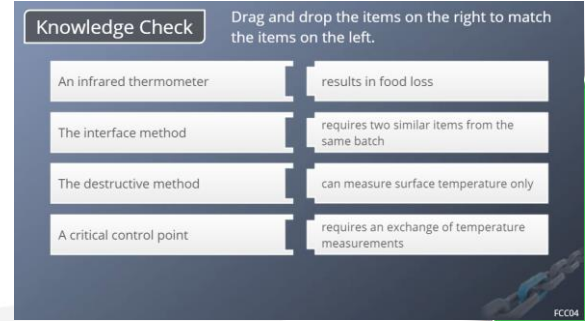 Knowledge Check
Drag and drop the items on the right to match
the items on the left.
An infrared thermometer
results in food loss
The interface method
requires two similar items from the
same batch
The destructive method
can measure surface temperature only
A critical control point
requires an exchange of temperature
measurements
FCC04